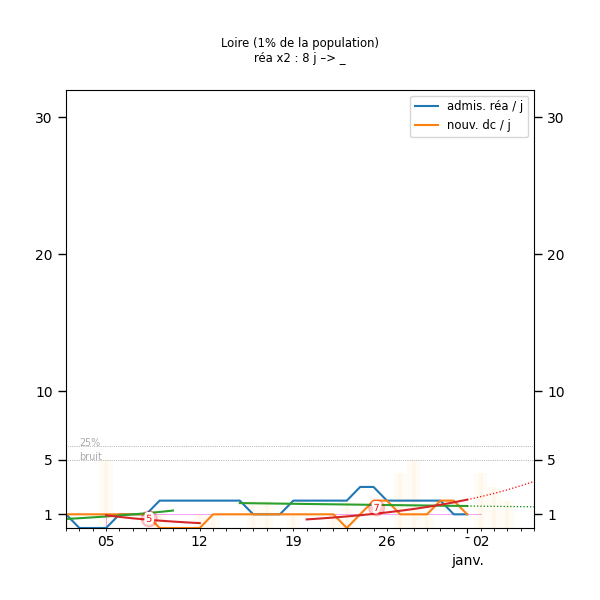 Loire (1% de la population)
réa x2 : 8 j –> _
admis. réa / j
nouv. dc / j
30 30
20 20
10 10
25%
bruit
5 5
5 7
1 1
05 12 19 26 - 02
janv.